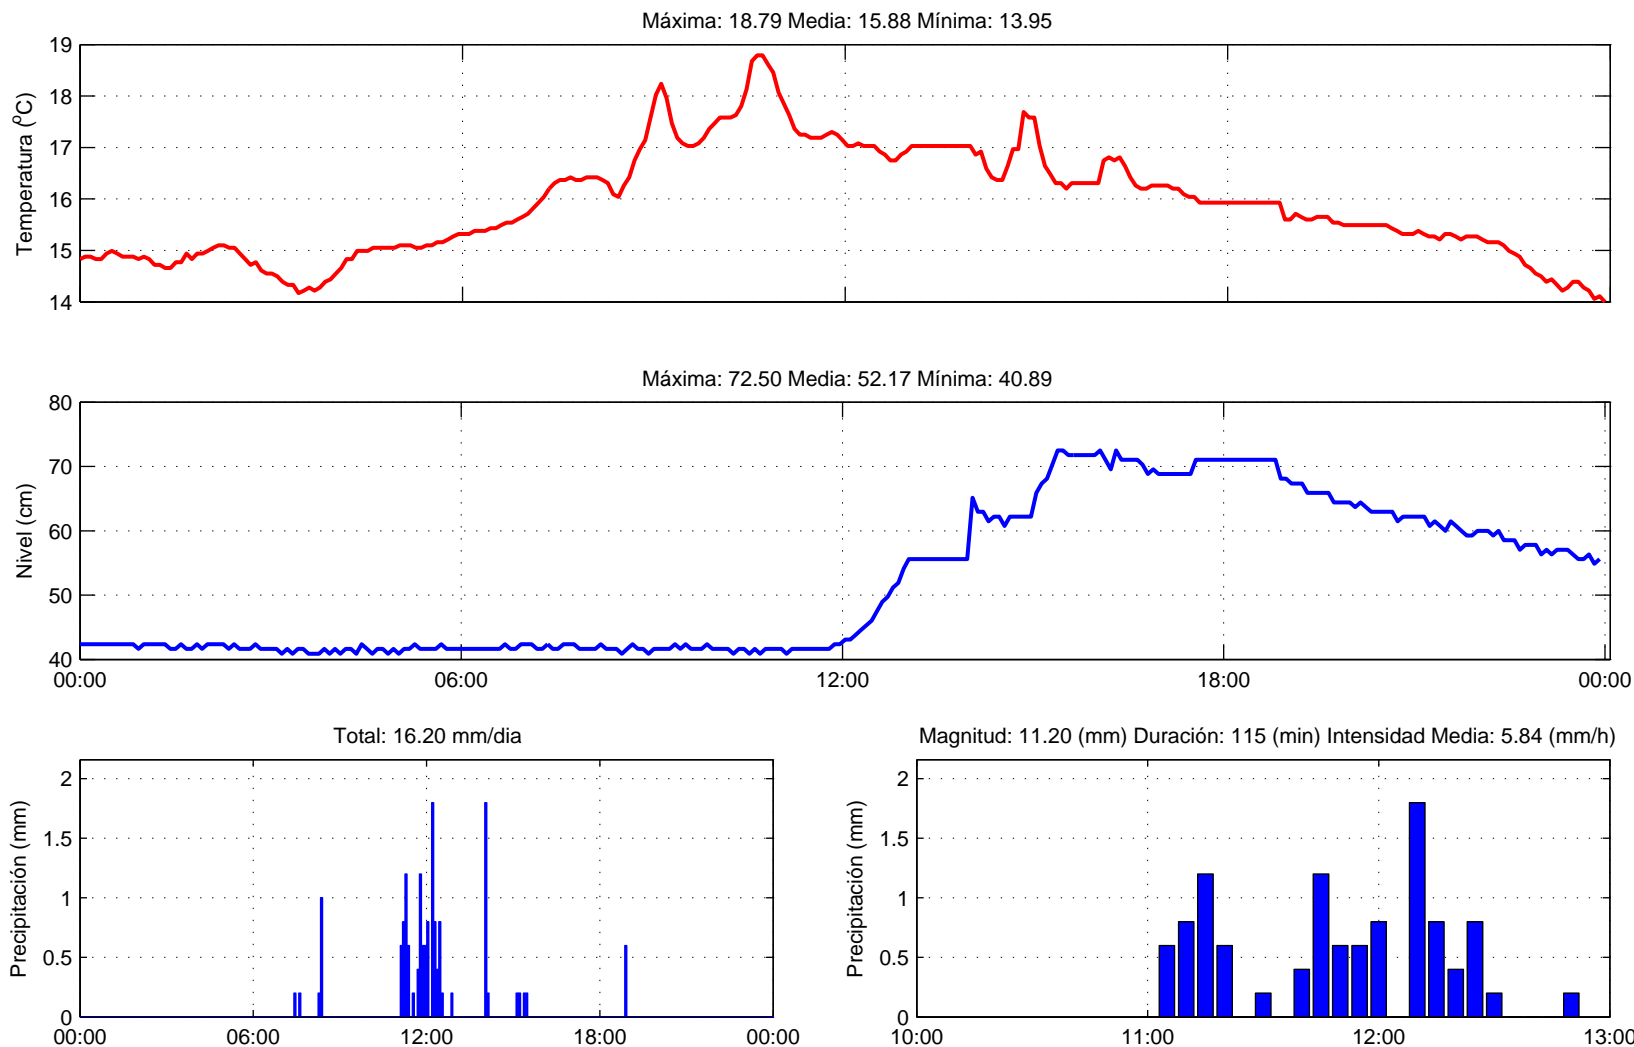 Máxima: 18.79 Media: 15.88 Mínima: 13.95
Temperatura (ºC)
19
18
17
16
15
14
Máxima: 72.50 Media: 52.17 Mínima: 40.89
Nivel (cm)
80
70
60
50
40
00:00 06:00 12:00 18:00 00:00
Total: 16.20 mm/dia
Precipitación (mm)
2
1.5
1
0.5
0
00:00 06:00 12:00 18:00 00:00
Magnitud: 11.20 (mm) Duración: 115 (min) Intensidad Media: 5.84 (mm/h)
Precipitación (mm)
2
1.5
1
0.5
0
10:00 11:00 12:00 13:00